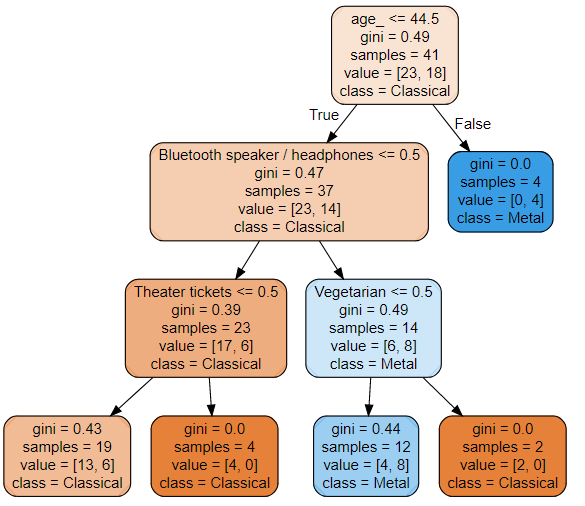 age_ <= 44.5
gini = 0.49
samples = 41
value = [23, 18]
class = Classical
True
False
Bluetooth speaker / headphones <= 0.5
gini = 0.47
samples = 37
value = [23, 14]
class = Classical
gini = 0.0
samples = 4
value = [0, 4]
class = Metal
Theater tickets <= 0.5
gini = 0.39
samples = 23
value = [17, 6]
class = Classical
Vegetarian <= 0.5
gini = 0.49
samples = 14
value = [6, 8]
class = Metal
gini = 0.43
samples = 19
value = [13, 6]
class = Classical
gini = 0.0
samples = 4
value = [4, 0]
class = Classical
gini = 0.44
samples = 12
value = [4, 8]
class = Metal
gini = 0.0
samples = 2
value = [2, 0]
class = Classical